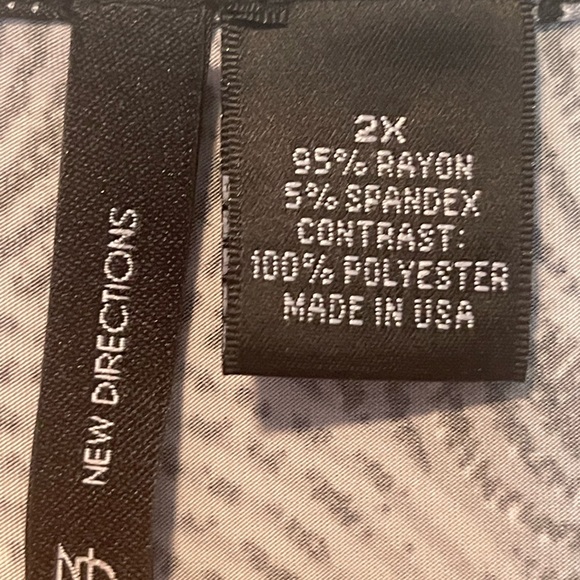 NEW DIRECTIONS
2X
95% RAYON
5% SPANDEX
CONTRAST:
100% POLYESTER
MADE IN USA